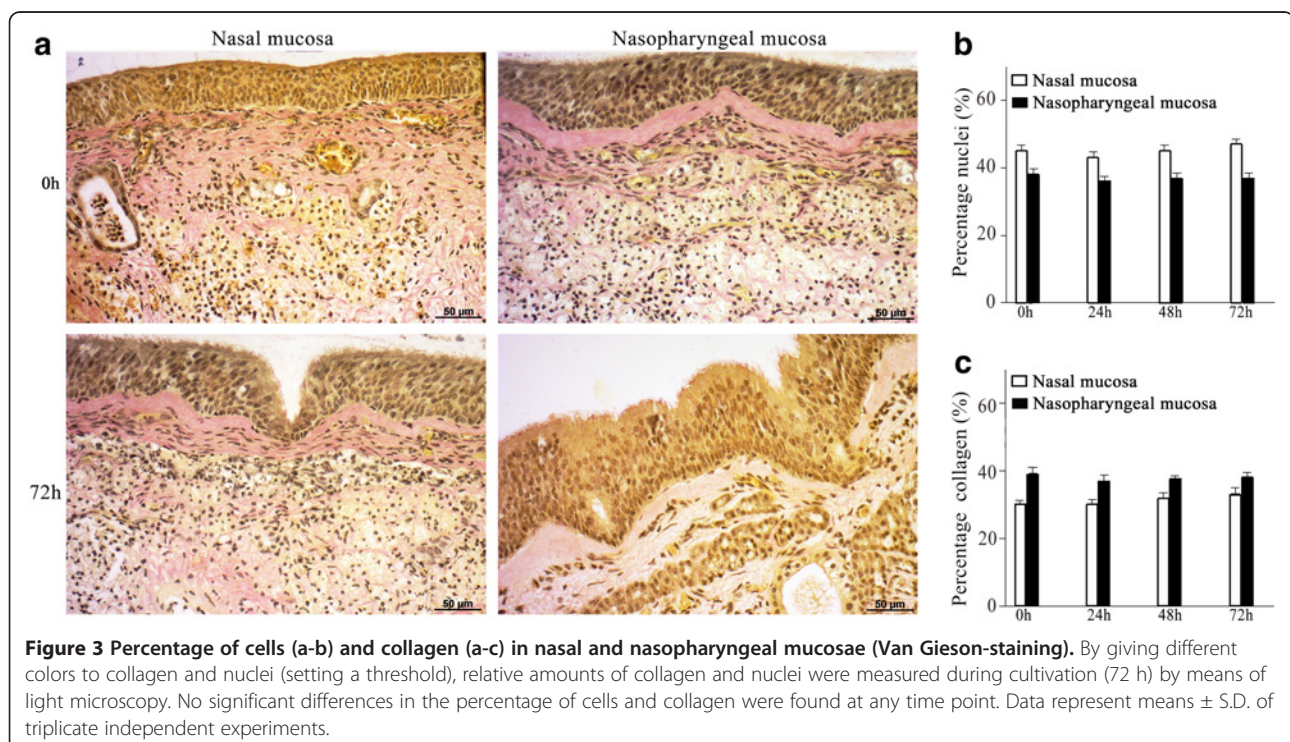 a
Nasal mucosa
Nasopharyngeal mucosa
0h
50 µm
50 µm
72h
50 µm
50 µm
b
Nasal mucosa
Nasopharyngeal mucosa
Percentage nuclei (%)
60
40
20
0
0h 24h 48h 72h
c
Nasal mucosa
Nasopharyngeal mucosa
Percentage collagen (%)
60
40
20
0
0h 24h 48h 72h
Figure 3 Percentage of cells (a-b) and collagen (a-c) in nasal and nasopharyngeal mucosae (Van Gieson-staining). By giving different
colors to collagen and nuclei (setting a threshold), relative amounts of collagen and nuclei were measured during cultivation (72 h) by means of
light microscopy. No significant differences in the percentage of cells and collagen were found at any time point. Data represent means ± S.D. of
triplicate independent experiments.